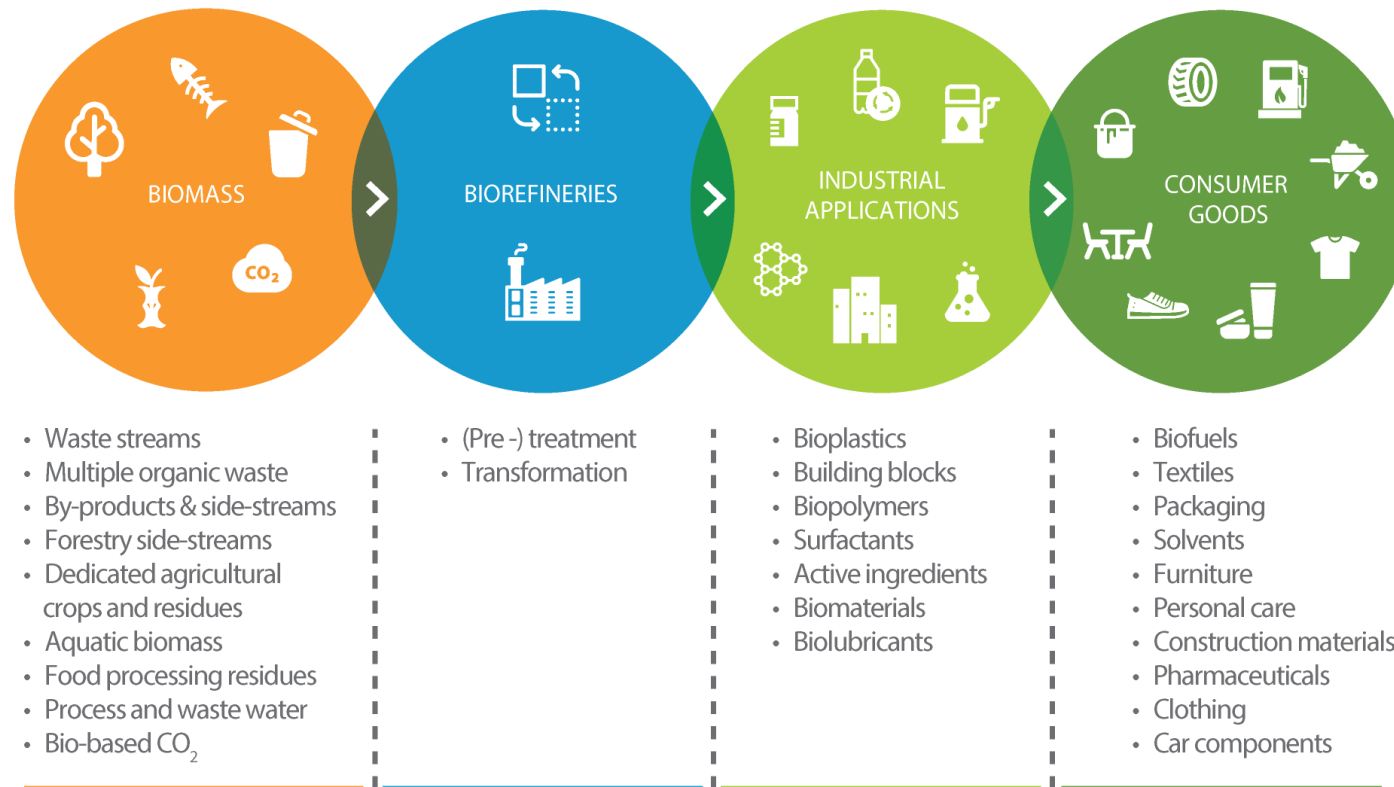 BIOMASS
CO₂
BIOREFINERIES
INDUSTRIAL
APPLICATIONS
CONSUMER
GOODS
• Waste streams
• Multiple organic waste
• By-products & side-streams
• Forestry side-streams
• Dedicated agricultural
crops and residues
• Aquatic biomass
• Food processing residues
• Process and waste water
• Bio-based CO₂
• (Pre -) treatment
• Transformation
• Bioplastics
• Building blocks
• Biopolymers
• Surfactants
• Active ingredients
• Biomaterials
• Biolubricants
• Biofuels
• Textiles
• Packaging
• Solvents
• Furniture
• Personal care
• Construction materials
• Pharmaceuticals
• Clothing
• Car components